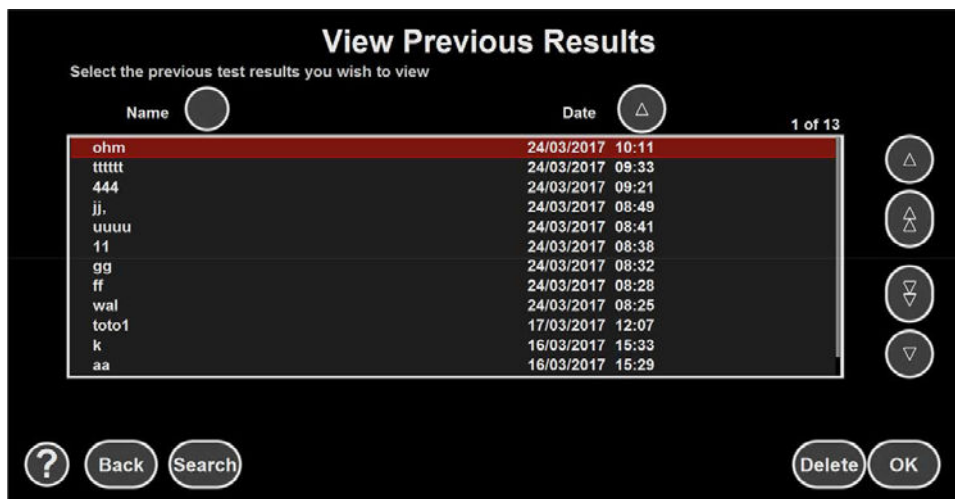 View Previous Results
Select the previous test results you wish to view
Name Date
1 of 13
ohm 24/03/2017 10:11
tttttt 24/03/2017 09:33
444 24/03/2017 09:21
jj, 24/03/2017 08:49
uuuu 24/03/2017 08:41
11 24/03/2017 08:38
gg 24/03/2017 08:32
ff 24/03/2017 08:28
wal 24/03/2017 08:25
toto1 17/03/2017 12:07
k 16/03/2017 15:33
aa 16/03/2017 15:29
? Back Search Delete OK